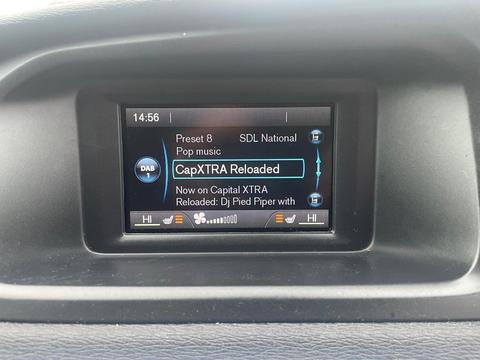 14:56
Preset 8 SDL National
Pop music
DAB
1
CapXTRA Reloaded
Now on Capital XTRA
Reloaded: Dj Pied Piper with
HI HI